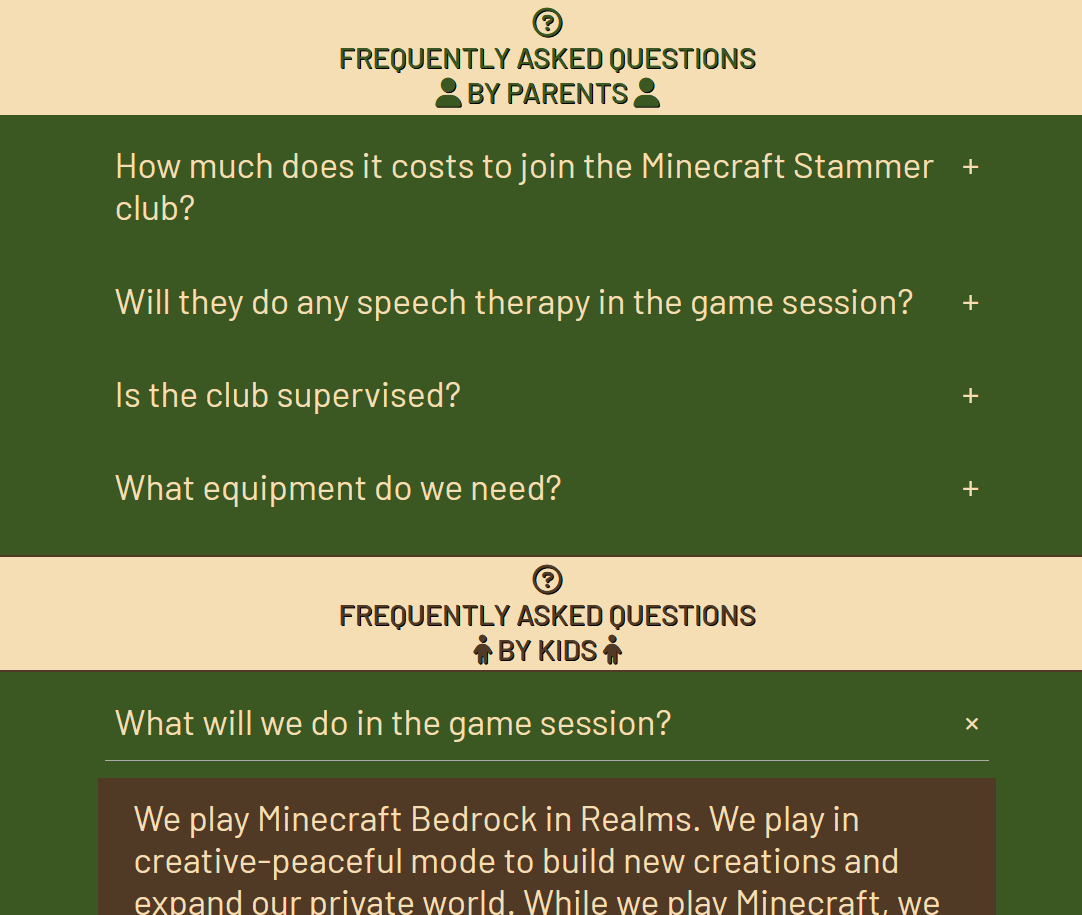 FREQUENTLY ASKED QUESTIONS
BY PARENTS
How much does it costs to join the Minecraft Stammer +
club?
Will they do any speech therapy in the game session? +
Is the club supervised? +
What equipment do we need? +
FREQUENTLY ASKED QUESTIONS
BY KIDS
What will we do in the game session? ×
We play Minecraft Bedrock in Realms. We play in
creative-peaceful mode to build new creations and
expand our private world. While we play Minecraft, we